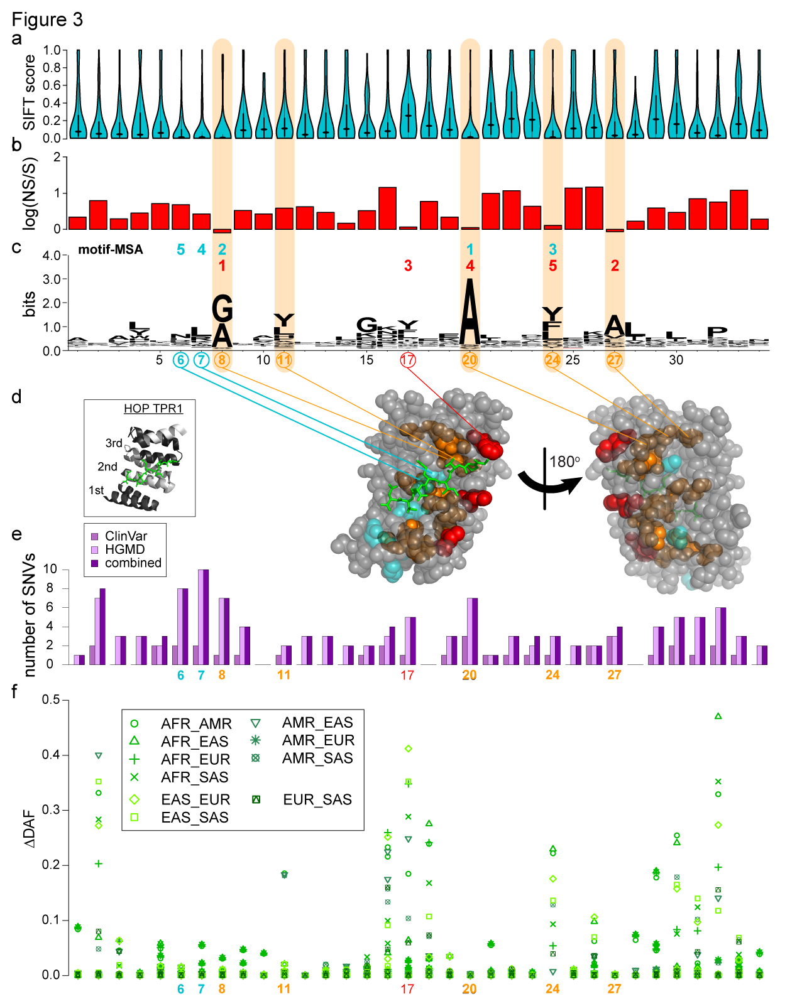 Figure 3
a
SIFT score
1.0
0.8
0.6
0.4
0.2
0.0
b
log(NS/S)
2
1
0
c
motif-MSA
5 4 2 1 3
1 3 4 5 2
bits
4.0
3.0
2.0
1.0
0.0
G
A
Y
G
Y
A
Y
F
A
L
P
5 6 7 8 10 11 15 17 20 24 25 27 30
d
HOP TPR1
3rd
2nd
1st
180o
e
ClinVar
HGMD
combined
number of SNVs
10
8
6
4
2
0
6 7 8 11 17 20 24 27
f
ΔDAF
0.5
0.4
0.3
0.2
0.1
0.0
AFR_AMR
AFR_EAS
AFR_EUR
AFR_SAS
EAS_EUR
EAS_SAS
AMR_EAS
AMR_EUR
AMR_SAS
EUR_SAS
6 7 8 11 17 20 24 27